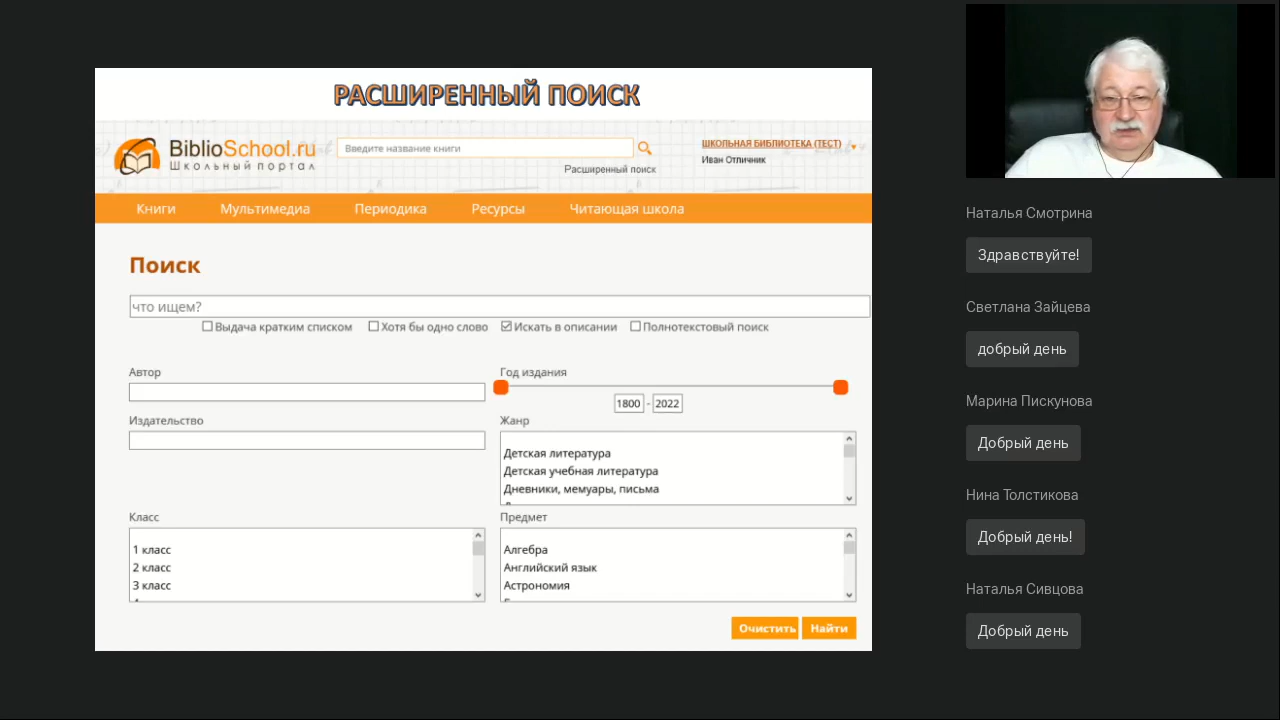 РАСШИРЕННЫЙ ПОИСК
BiblioSchool.ru
Школьный портал
Введите название книги
Расширенный поиск
ШКОЛЬНАЯ БИБЛИОТЕКА (ТЕСТ)
Иван Отличник
Книги Мультимедиа Периодика Ресурсы Читающая школа
Поиск
что ищем?
Выдача кратким списком Хотя бы одно слово Искать в описании Полнотекстовый поиск
Автор
Год издания
1800 - 2022
Издательство
Жанр
Детская литература
Детская учебная литература
Дневники, мемуары, письма
Класс
1 класс
2 класс
3 класс
Предмет
Алгебра
Английский язык
Астрономия
Очистить Найти
Наталья Смотрина
Здравствуйте!
Светлана Зайцева
добрый день
Марина Пискунова
Добрый день
Нина Толстикова
Добрый день!
Наталья Сивцова
Добрый день